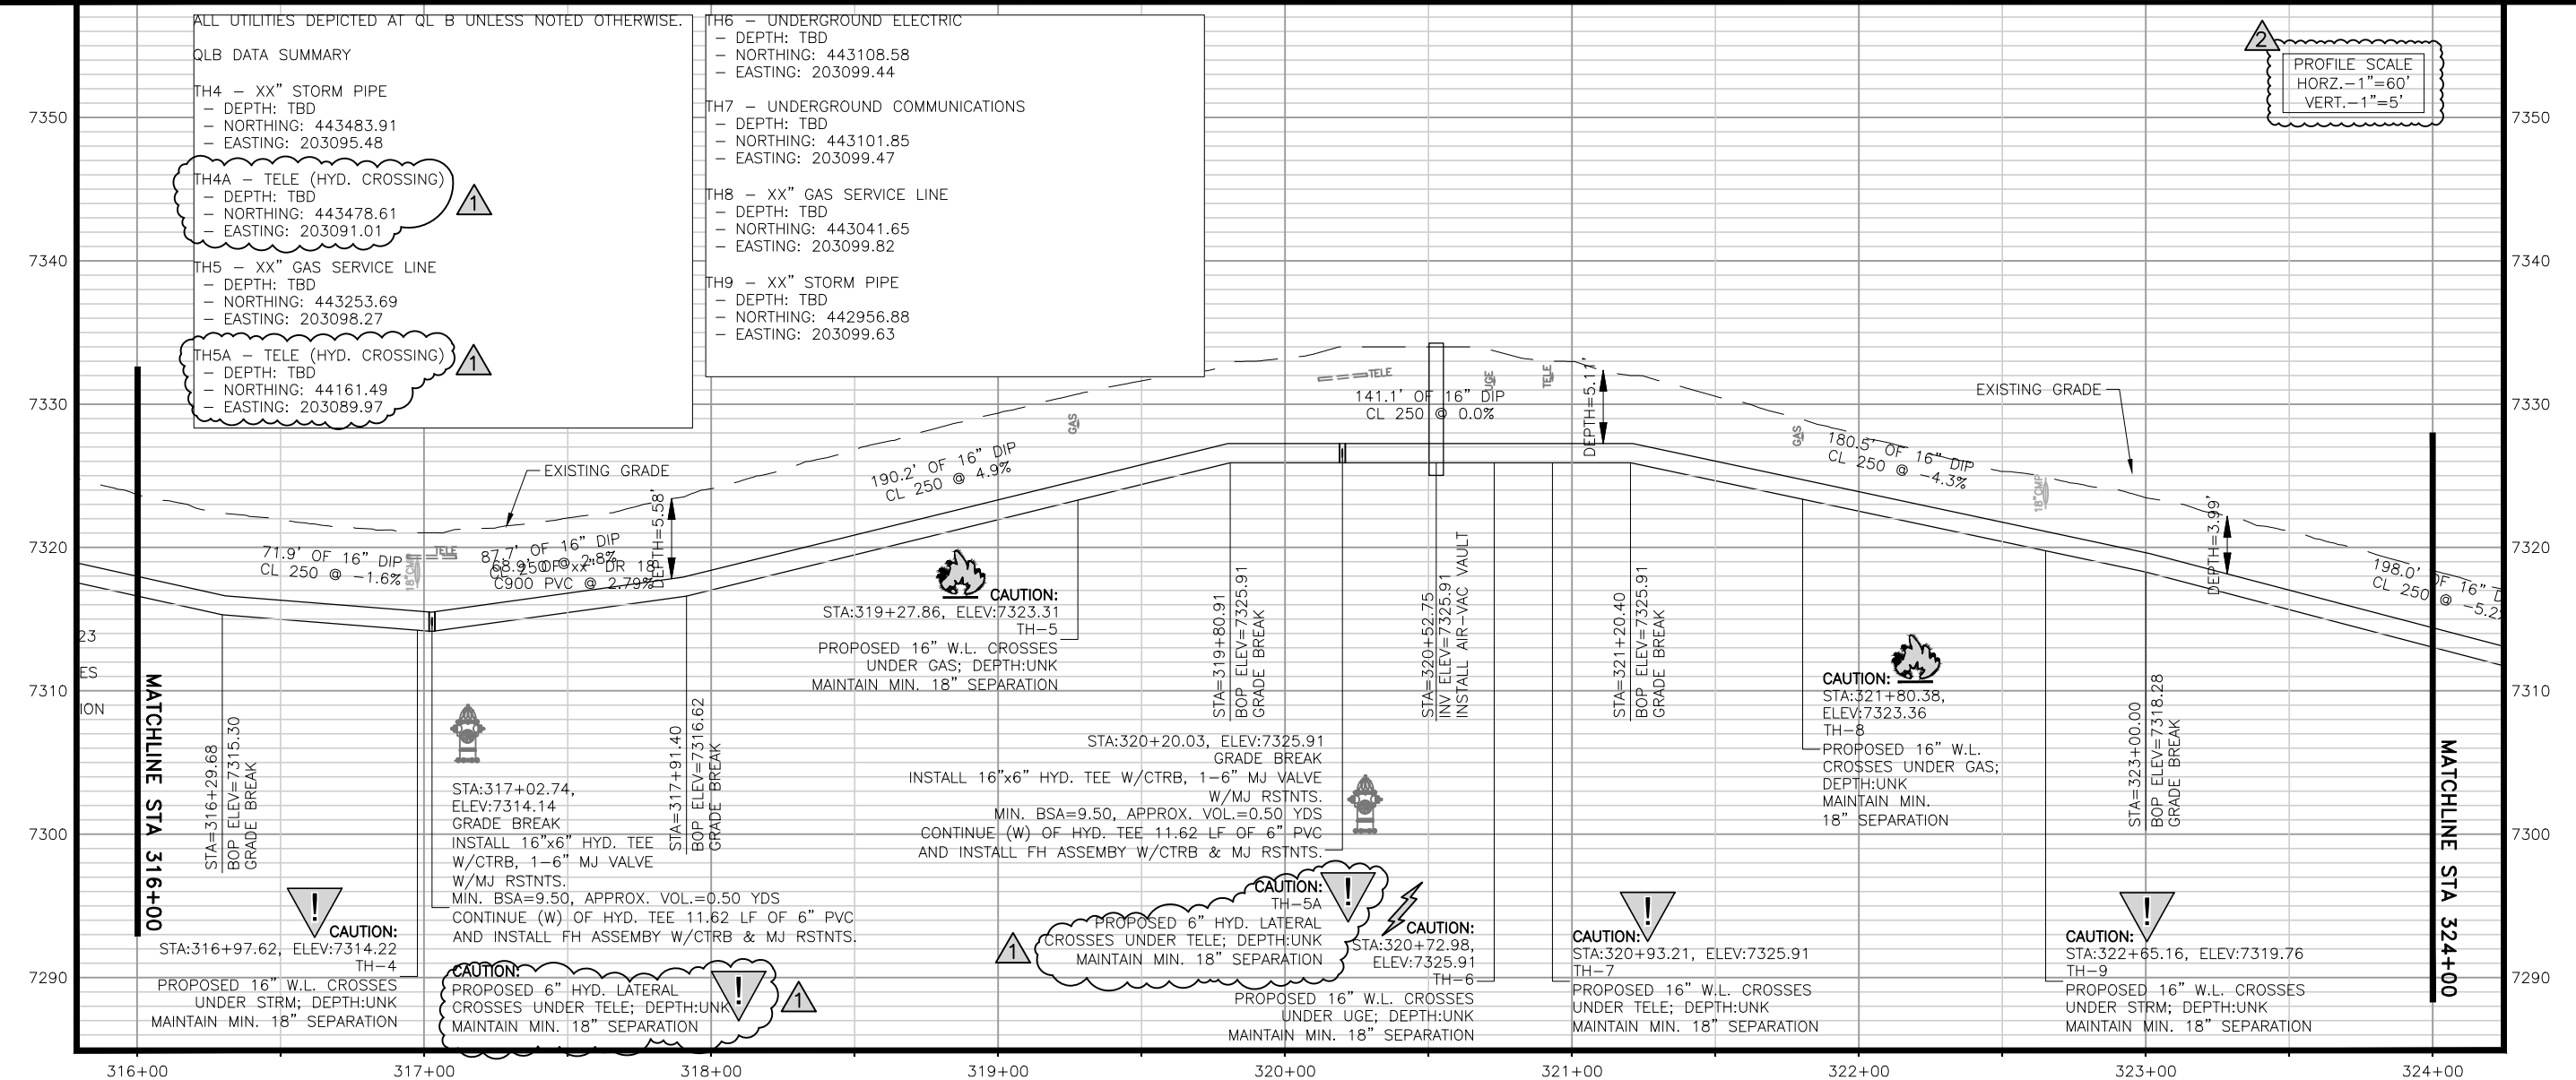 ALL UTILITIES DEPICTED AT QL B UNLESS NOTED OTHERWISE.
QLB DATA SUMMARY
TH4 – XX" STORM PIPE
– DEPTH: TBD
– NORTHING: 443483.91
– EASTING: 203095.48
TH4A – TELE (HYD. CROSSING)
– DEPTH: TBD
– NORTHING: 443478.61
– EASTING: 203091.01
1
TH5 – XX" GAS SERVICE LINE
– DEPTH: TBD
– NORTHING: 443253.69
– EASTING: 203098.27
TH5A – TELE (HYD. CROSSING)
– DEPTH: TBD
– NORTHING: 44161.49
– EASTING: 203089.97
1
TH6 – UNDERGROUND ELECTRIC
– DEPTH: TBD
– NORTHING: 443108.58
– EASTING: 203099.44
TH7 – UNDERGROUND COMMUNICATIONS
– DEPTH: TBD
– NORTHING: 443101.85
– EASTING: 203099.47
TH8 – XX" GAS SERVICE LINE
– DEPTH: TBD
– NORTHING: 443041.65
– EASTING: 203099.82
TH9 – XX" STORM PIPE
– DEPTH: TBD
– NORTHING: 442956.88
– EASTING: 203099.63
2
PROFILE SCALE
HORZ.–1"=60'
VERT.–1"=5'
7350
7340
7330
7320
7310
7300
7290
7350
7340
7330
7320
7310
7300
7290
23
ES
ION
MATCHLINE STA 316+00
EXISTING GRADE
71.9' OF 16" DIP
CL 250 @ –1.6%
18"CMP
TELE
87.7' OF 16" DIP
CL 250 @ 2.8%
68.9' OF xx" DR 18
C900 PVC @ 2.79%
DEPTH=5.58'
190.2' OF 16" DIP
CL 250 @ 4.9%
GAS
TELE
141.1' OF 16" DIP
CL 250 @ 0.0%
UGE
TELE
DEPTH=5.11'
GAS
180.5' OF 16" DIP
CL 250 @ –4.3%
EXISTING GRADE
18"CMP
DEPTH=3.99'
198.0' OF 16" D
CL 250 @ –5.2
STA=316+29.68
BOP ELEV=7315.30
GRADE BREAK
CAUTION:
STA:316+97.62, ELEV:7314.22
TH–4
PROPOSED 16" W.L. CROSSES
UNDER STRM; DEPTH:UNK
MAINTAIN MIN. 18" SEPARATION
STA:317+02.74,
ELEV:7314.14
GRADE BREAK
INSTALL 16"x6" HYD. TEE
W/CTRB, 1–6" MJ VALVE
W/MJ RSTNTS.
MIN. BSA=9.50, APPROX. VOL.=0.50 YDS
CONTINUE (W) OF HYD. TEE 11.62 LF OF 6" PVC
AND INSTALL FH ASSEMBY W/CTRB & MJ RSTNTS.
CAUTION:
PROPOSED 6" HYD. LATERAL
CROSSES UNDER TELE; DEPTH:UNK
MAINTAIN MIN. 18" SEPARATION
1
STA=317+91.40
BOP ELEV=7316.62
GRADE BREAK
CAUTION:
STA:319+27.86, ELEV:7323.31
TH–5
PROPOSED 16" W.L. CROSSES
UNDER GAS; DEPTH:UNK
MAINTAIN MIN. 18" SEPARATION
STA=319+80.91
BOP ELEV=7325.91
GRADE BREAK
STA:320+20.03, ELEV:7325.91
GRADE BREAK
INSTALL 16"x6" HYD. TEE W/CTRB, 1–6" MJ VALVE
W/MJ RSTNTS.
MIN. BSA=9.50, APPROX. VOL.=0.50 YDS
CONTINUE (W) OF HYD. TEE 11.62 LF OF 6" PVC
AND INSTALL FH ASSEMBY W/CTRB & MJ RSTNTS.
CAUTION:
TH–5A
PROPOSED 6" HYD. LATERAL
CROSSES UNDER TELE; DEPTH:UNK
MAINTAIN MIN. 18" SEPARATION
1
STA=320+52.75
INV ELEV=7325.91
INSTALL AIR–VAC VAULT
CAUTION:
STA:320+72.98,
ELEV:7325.91
TH–6
PROPOSED 16" W.L. CROSSES
UNDER UGE; DEPTH:UNK
MAINTAIN MIN. 18" SEPARATION
STA=321+20.40
BOP ELEV=7325.91
GRADE BREAK
CAUTION:
STA:320+93.21, ELEV:7325.91
TH–7
PROPOSED 16" W.L. CROSSES
UNDER TELE; DEPTH:UNK
MAINTAIN MIN. 18" SEPARATION
CAUTION:
STA:321+80.38,
ELEV:7323.36
TH–8
PROPOSED 16" W.L.
CROSSES UNDER GAS;
DEPTH:UNK
MAINTAIN MIN.
18" SEPARATION
STA=323+00.00
BOP ELEV=7318.28
GRADE BREAK
CAUTION:
STA:322+65.16, ELEV:7319.76
TH–9
PROPOSED 16" W.L. CROSSES
UNDER STRM; DEPTH:UNK
MAINTAIN MIN. 18" SEPARATION
MATCHLINE STA 324+00
316+00 317+00 318+00 319+00 320+00 321+00 322+00 323+00 324+00